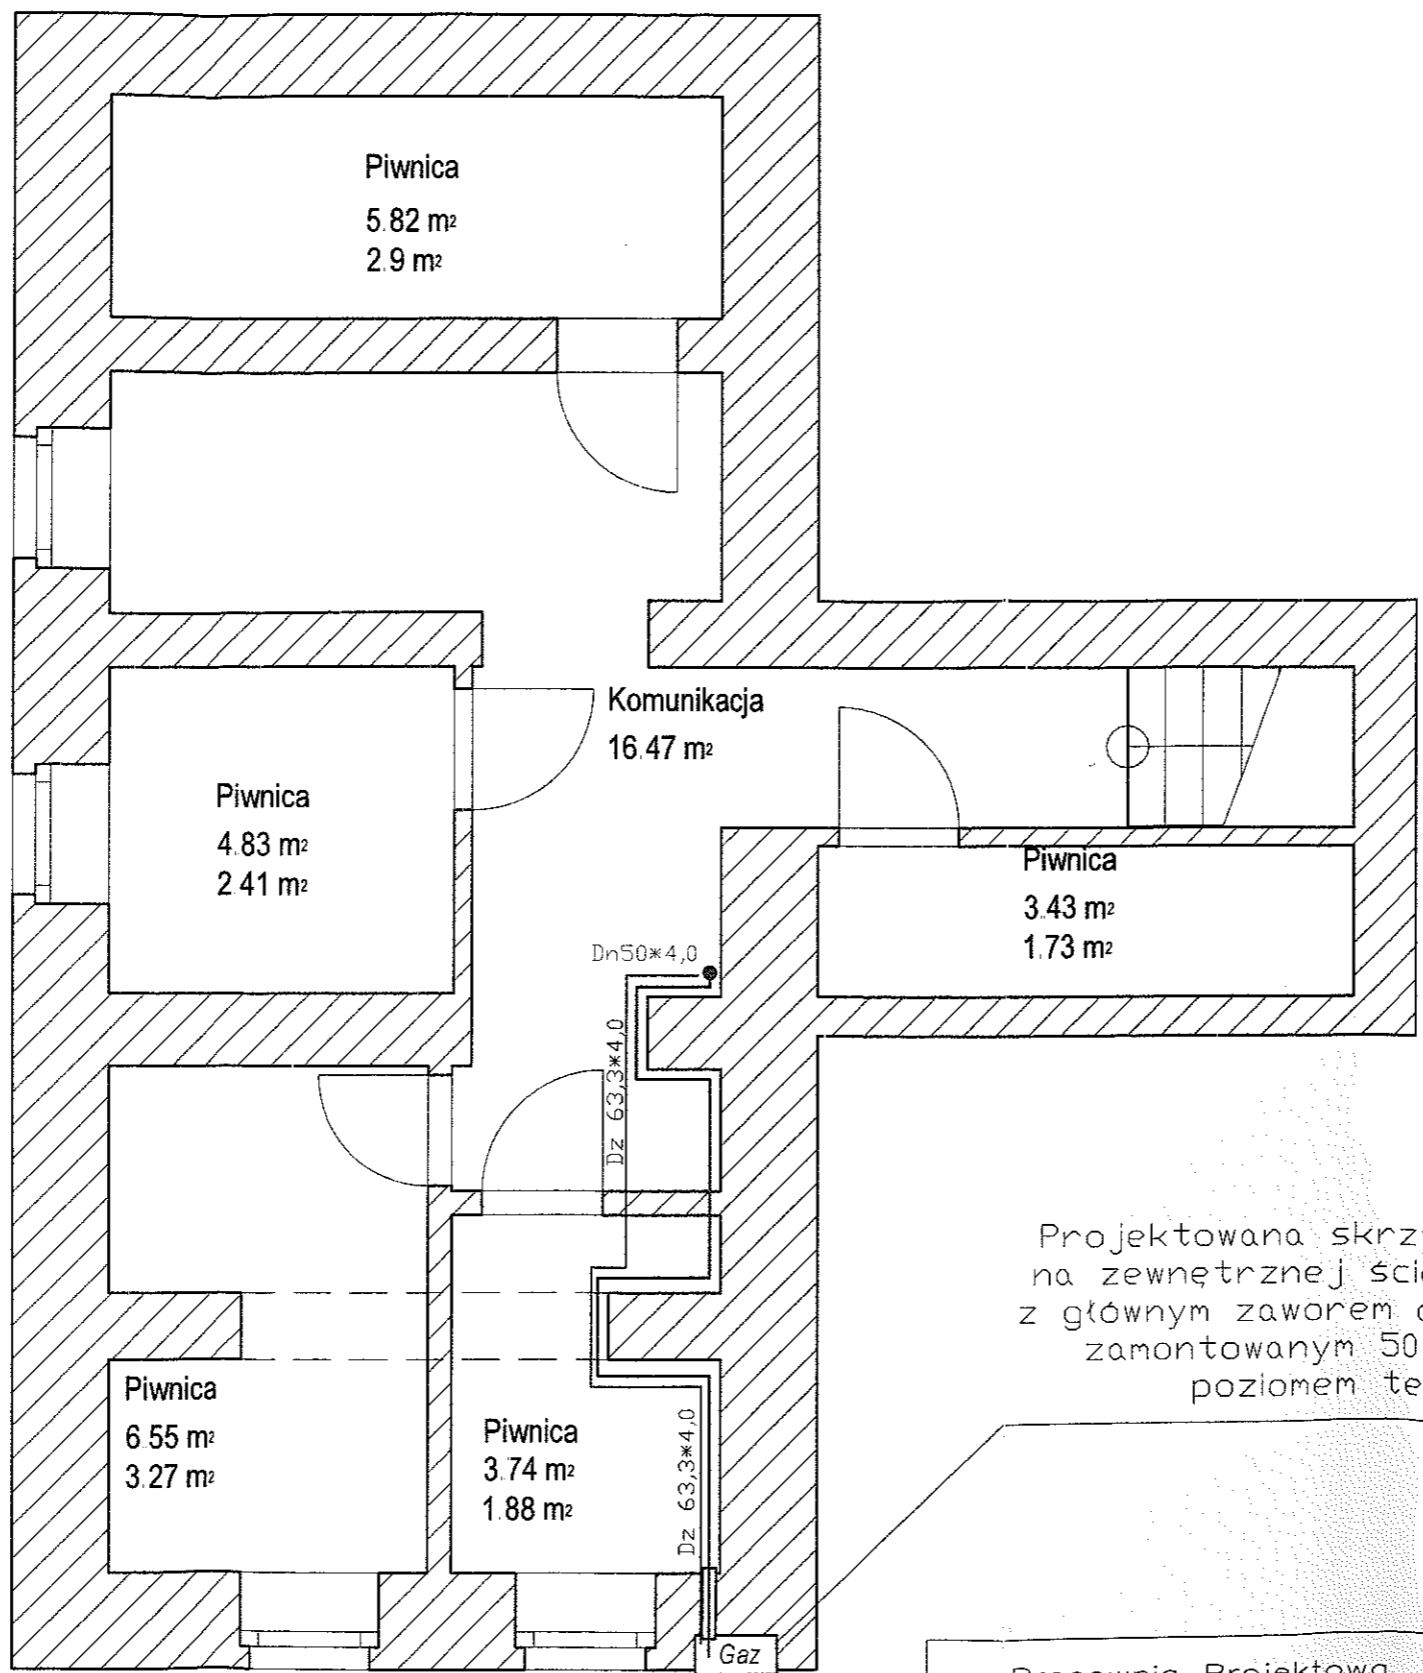 Piwnica
5.82 m²
2.9 m²
Komunikacja
16.47 m²
Piwnica
4.83 m²
2.41 m²
Piwnica
3.43 m²
1.73 m²
Dn50*4,0
Dz 63,3*4,0
Projektowana skrz
na zewnętrznej ści
z głównym zaworem
zamontowanym 50
poziomem te
Piwnica
6.55 m²
3.27 m²
Piwnica
3.74 m²
1.88 m²
Dz 63,3*4,0
Gaz
Pracownia Projektowa